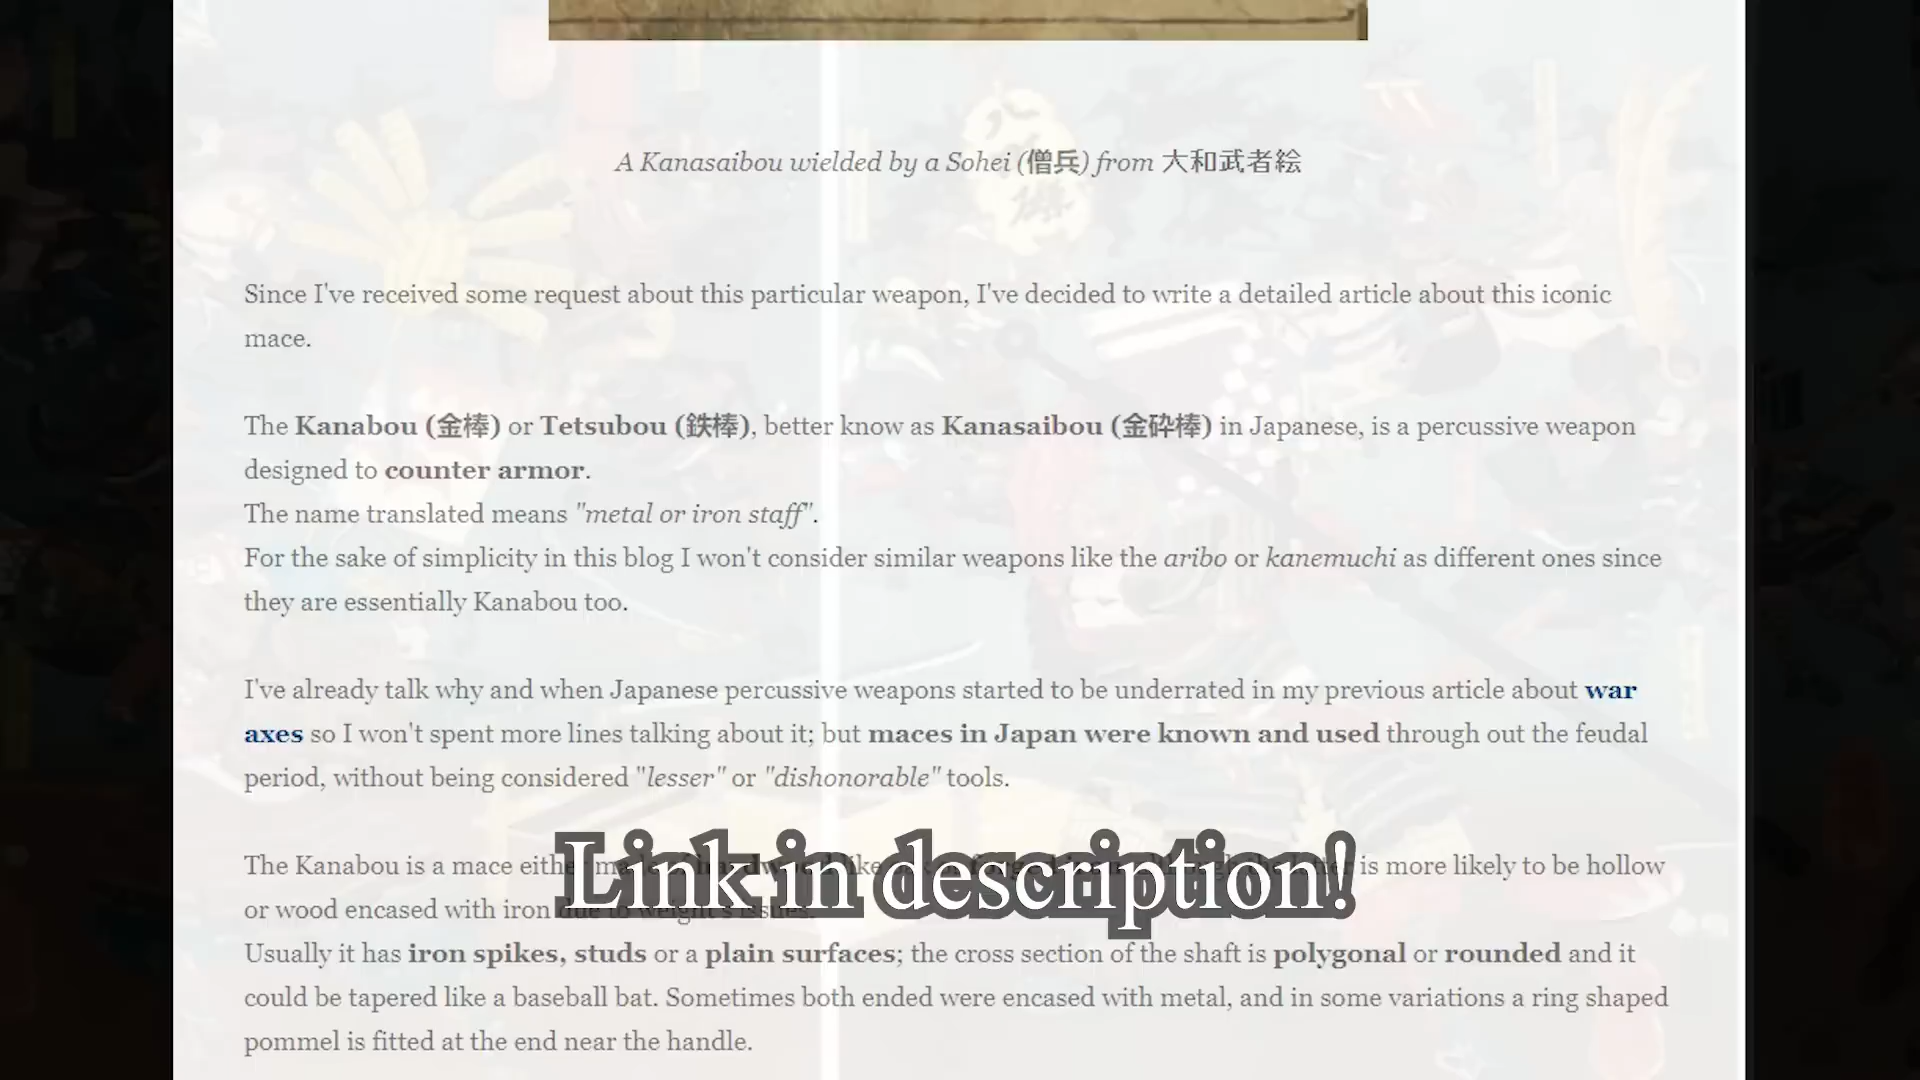 A Kanasaibou wielded by a Sohei (僧兵) from 大和武者絵
Since I've received some request about this particular weapon, I've decided to write a detailed article about this iconic
mace.
The Kanabou (金棒) or Tetsubou (鉄棒), better know as Kanasaibou (金砕棒) in Japanese, is a percussive weapon
designed to counter armor.
The name translated means "metal or iron staff".
For the sake of simplicity in this blog I won't consider similar weapons like the aribo or kanemuchi as different ones since
they are essentially Kanabou too.
I've already talk why and when Japanese percussive weapons started to be underrated in my previous article about war
axes so I won't spent more lines talking about it; but maces in Japan were known and used through out the feudal
period, without being considered "lesser" or "dishonorable" tools.
The Kanabou is a mace either is more likely to be hollow
Link in description!
or wood encased with iron due to weight's issues.
Usually it has iron spikes, studs or a plain surfaces; the cross section of the shaft is polygonal or rounded and it
could be tapered like a baseball bat. Sometimes both ended were encased with metal, and in some variations a ring shaped
pommel is fitted at the end near the handle.